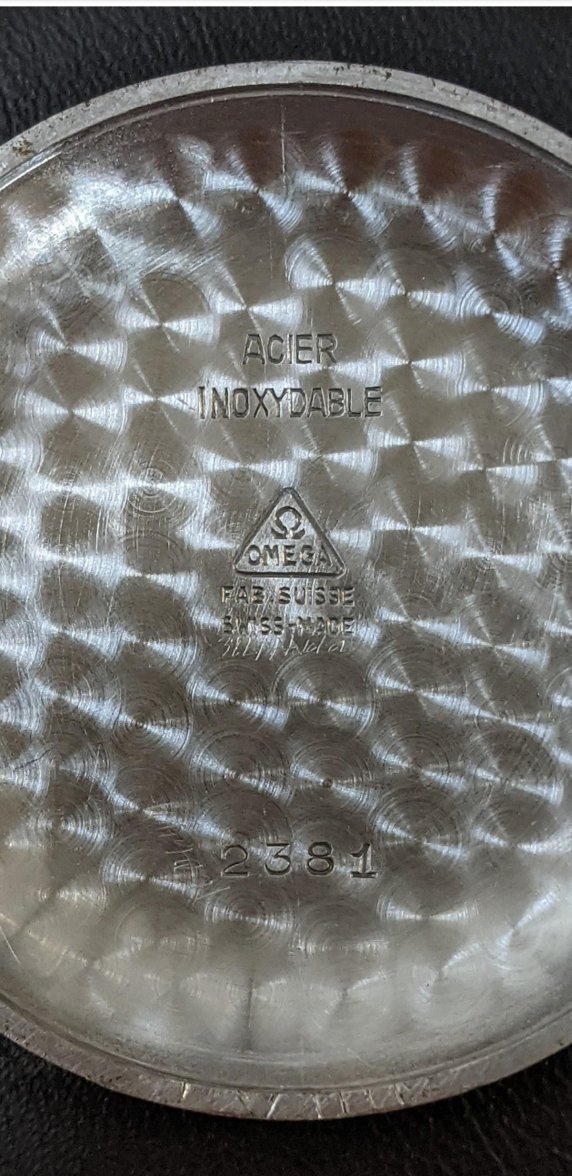 ACIER
INOXYDABLE
Ω
OMEGA
FAB. SUISSE
SWISS-MADE
2381